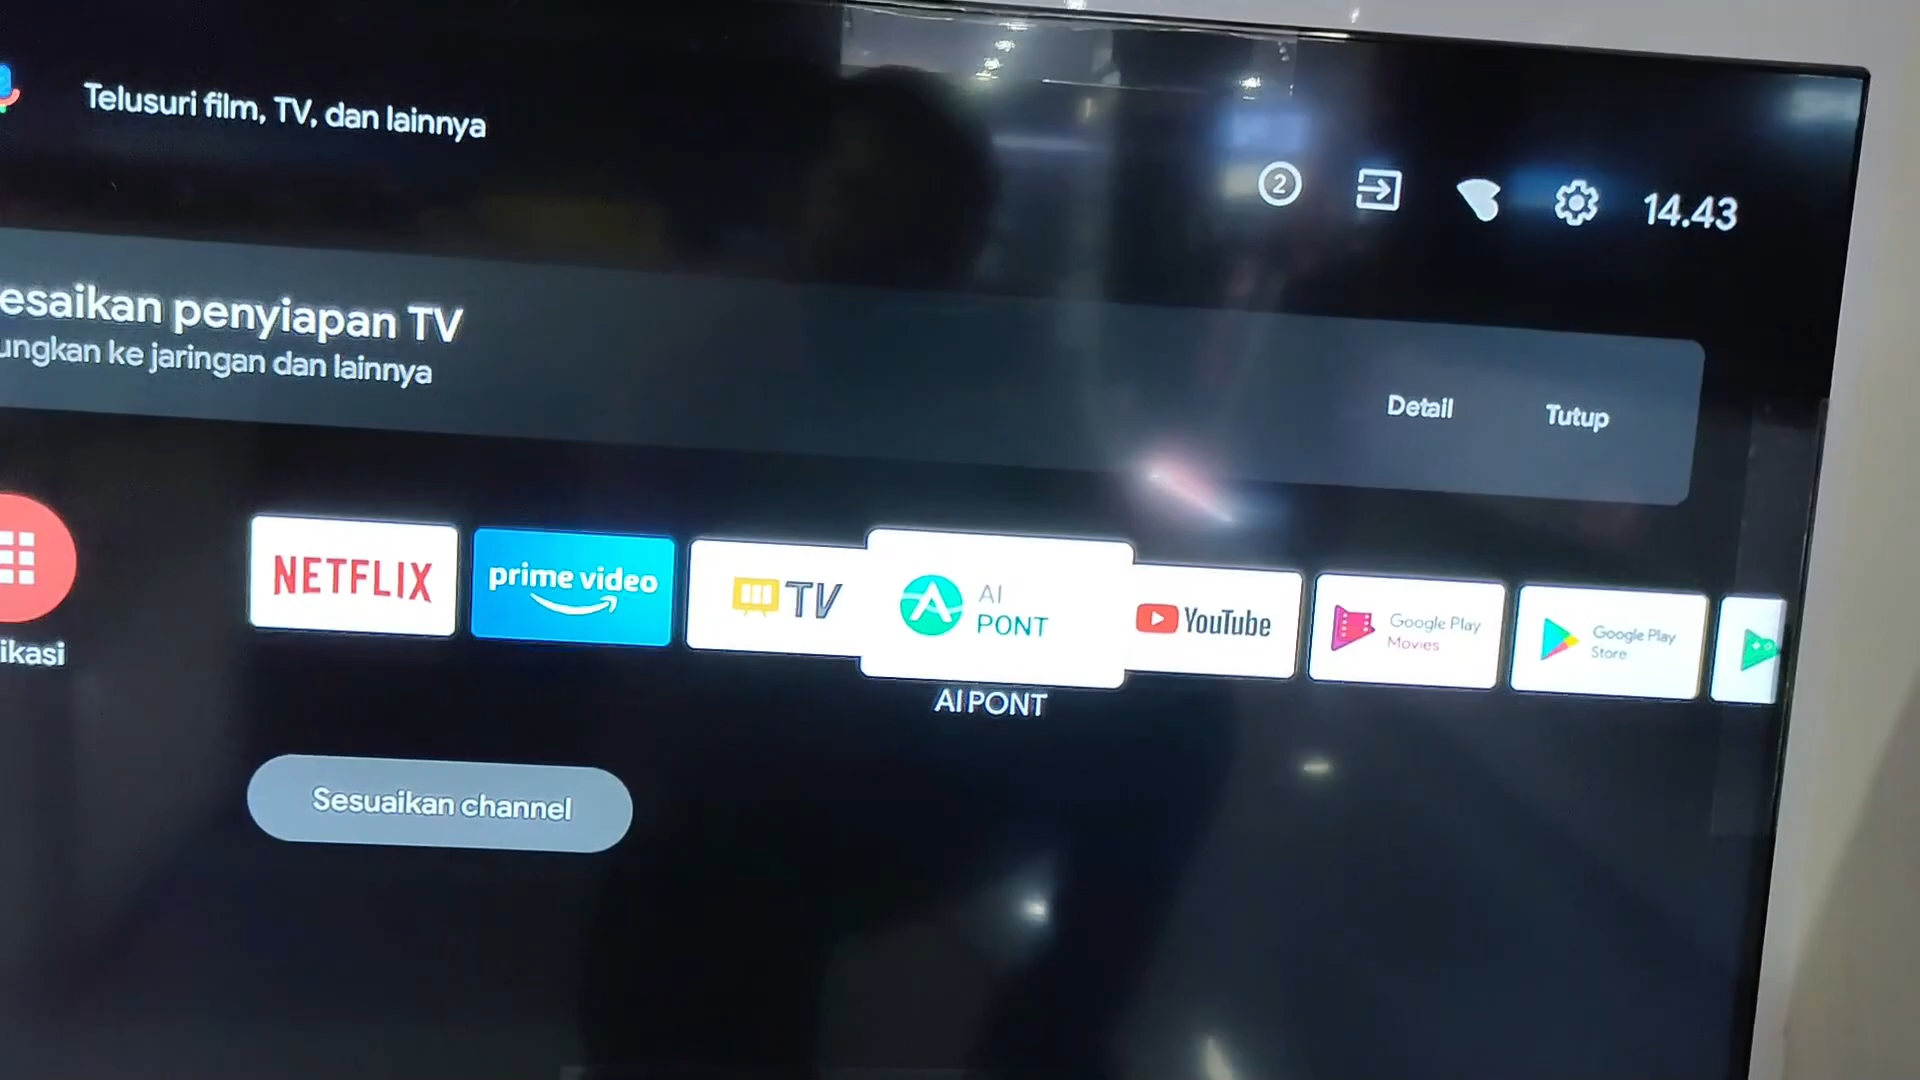 Telusuri film, TV, dan lainnya
2
14.43
esaikan penyiapan TV
ungkan ke jaringan dan lainnya
Detail
Tutup
NETFLIX
prime video
TV
AI
PONT
YouTube
Google Play
Movies
Google Play
Store
ikasi
AI PONT
Sesuaikan channel